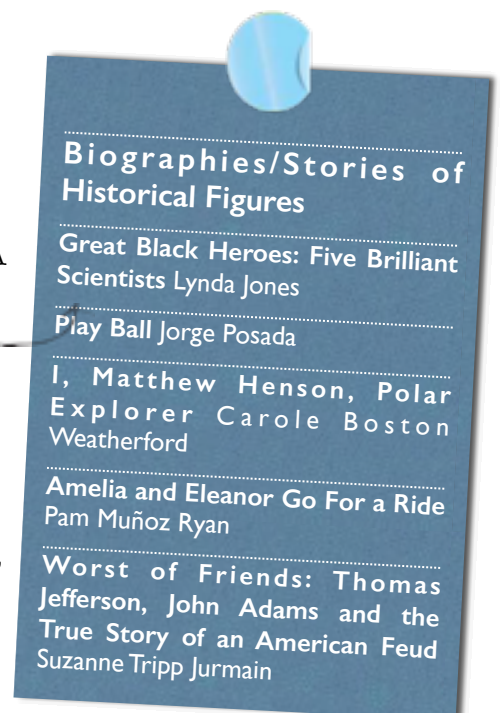 Biographies/Stories of
Historical Figures
Great Black Heroes: Five Brilliant
Scientists Lynda Jones
Play Ball Jorge Posada
I, Matthew Henson, Polar
Explorer Carole Boston
Weatherford
Amelia and Eleanor Go For a Ride
Pam Muñoz Ryan
Worst of Friends: Thomas
Jefferson, John Adams and the
True Story of an American Feud
Suzanne Tripp Jurmain